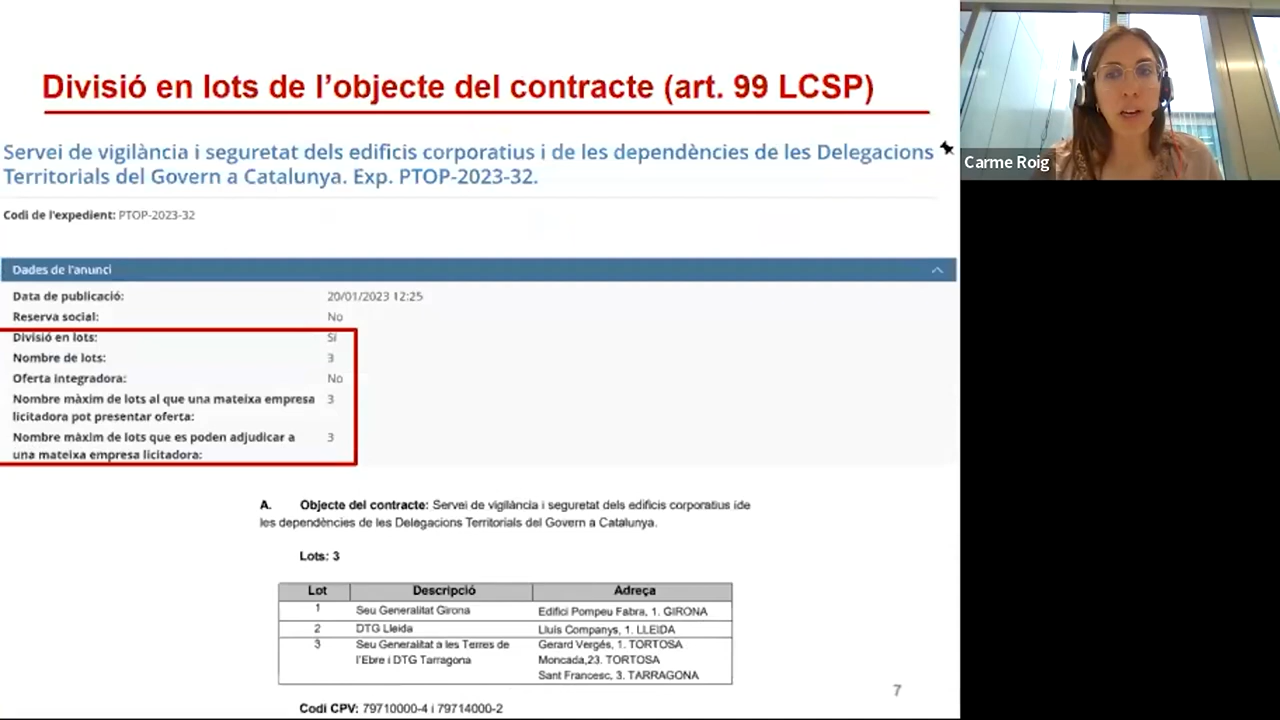 Divisió en lots de l’objecte del contracte (art. 99 LCSP)
Servei de vigilància i seguretat dels edificis corporatius i de les dependències de les Delegacions
Territorials del Govern a Catalunya. Exp. PTOP-2023-32.
Carme Roig
Codi de l'expedient: PTOP-2023-32
Dades de l'anunci
Data de publicació: 20/01/2023 12:25
Reserva social: No
Divisió en lots: Sí
Nombre de lots: 3
Oferta integradora: No
Nombre màxim de lots al que una mateixa empresa 3
licitadora pot presentar oferta:
Nombre màxim de lots que es poden adjudicar a 3
una mateixa empresa licitadora:
A. Objecte del contracte: Servei de vigilància i seguretat dels edificis corporatius ide
les dependències de les Delegacions Territorials del Govern a Catalunya.
Lots: 3
Lot Descripció Adreça
1 Seu Generalitat Girona Edifici Pompeu Fabra, 1. GIRONA
2 DTG Lleida Lluís Companys, 1. LLEIDA
3 Seu Generalitat a les Terres de Gerard Vergés, 1. TORTOSA
l'Ebre i DTG Tarragona Moncada,23. TORTOSA
Sant Francesc, 3. TARRAGONA
7
Codi CPV: 79710000-4 i 79714000-2